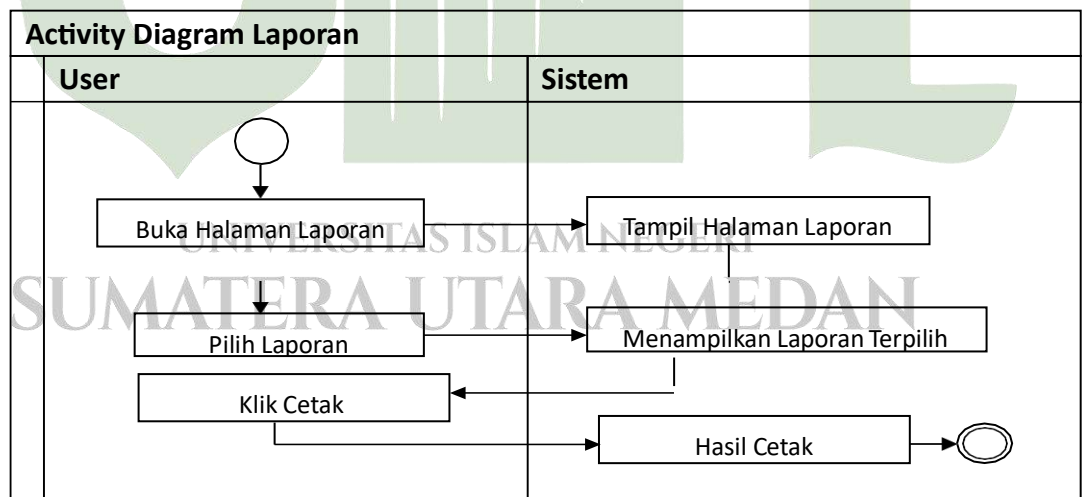 Activity Diagram Laporan
User
Sistem
Buka Halaman Laporan
Tampil Halaman Laporan
UNIVERSITAS ISLAM NEGERI
SUMATERA UTARA MEDAN
Pilih Laporan
Menampilkan Laporan Terpilih
Klik Cetak
Hasil Cetak